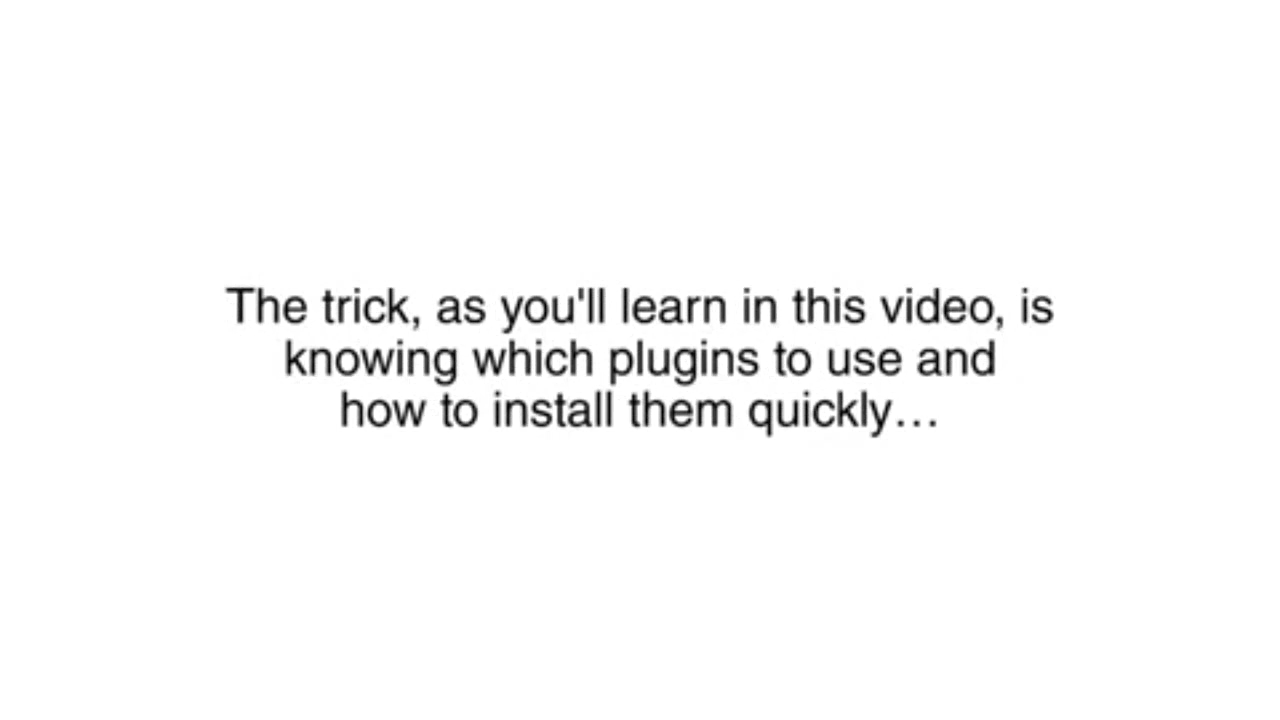 The trick, as you'll learn in this video, is
knowing which plugins to use and
how to install them quickly…